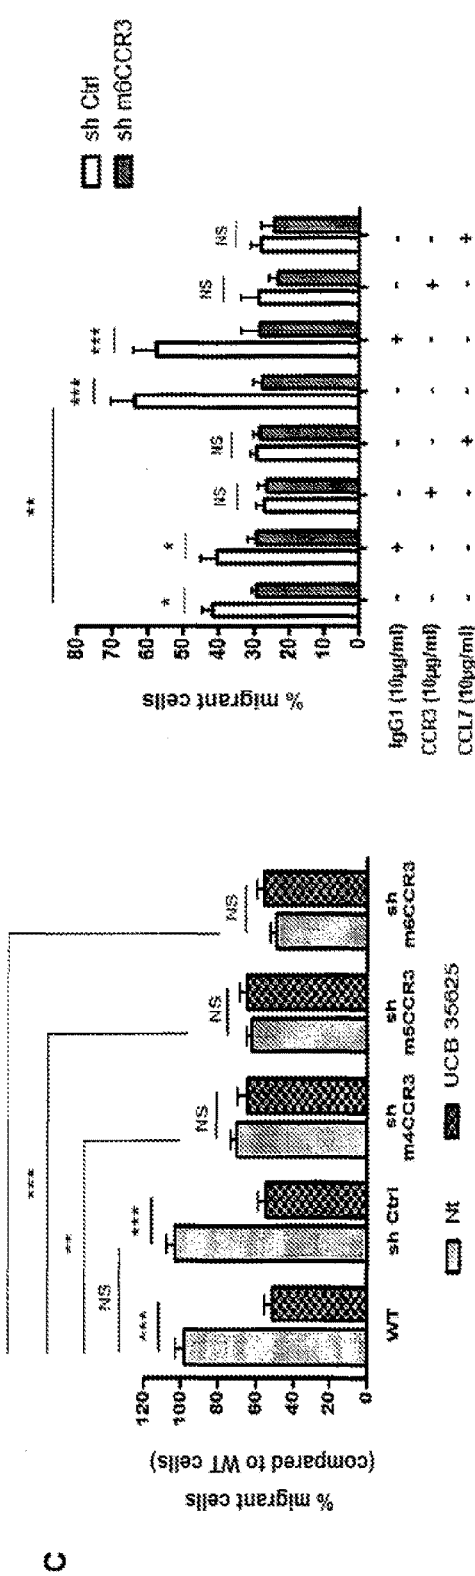 C
% migrant cells
(compared to WT cells)
120
100
80
60
40
20
0
***
**
NS
***
***
NS
NS
NS
WT
sh Ctrl
sh
m4CCR3
sh
m5CCR3
sh
m6CCR3
Nt
UCB 35625
sh Ctrl
sh m6CCR3
% migrant cells
80
70
60
50
40
30
20
10
0
**
*
*
NS
NS
***
***
NS
NS
IgG1 (10µg/ml) - + - - - + - -
CCR3 (10µg/ml) - - + - - - + -
CCL7 (10µg/ml) - - - + - - - +